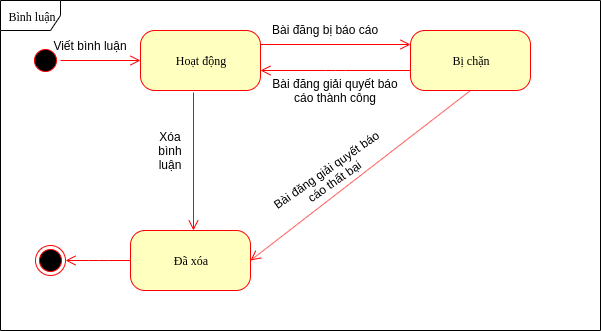 Bình luận
Viết bình luận
Hoạt động
Bài đăng bị báo cáo
Bị chặn
Bài đăng giải quyết báo
cáo thành công
Xóa
bình
luận
Bài đăng giải quyết báo
cáo thất bại
Đã xóa